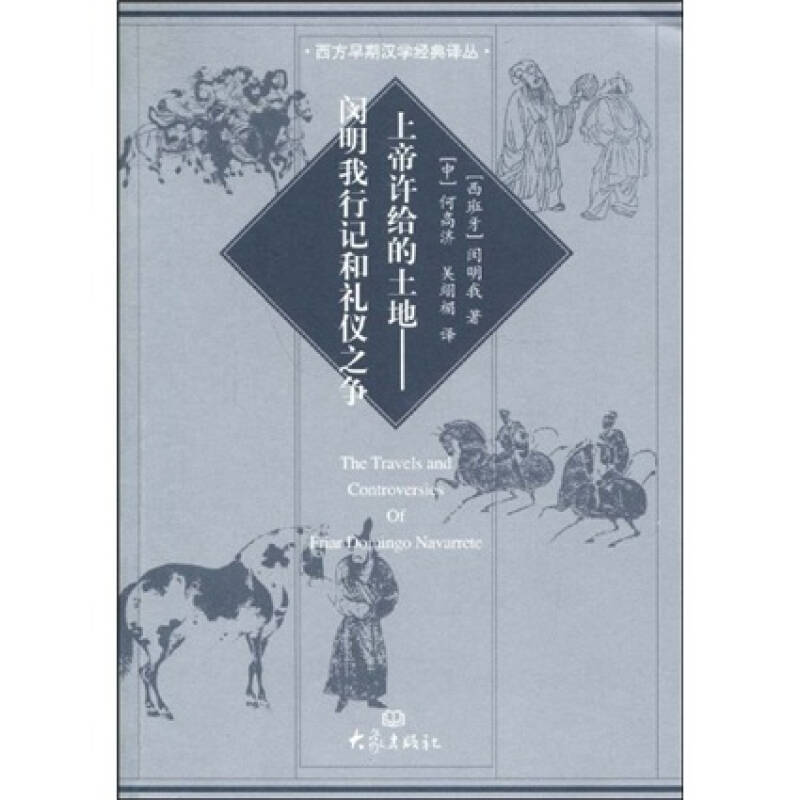 ·西方早期汉学经典译丛·
上帝许给的土地——
闵明我行记和礼仪之争
[西班牙] 闵明我 著
[中] 何高济 吴翊楣 译
The Travels and
Controversies
Of
Friar Domingo Navarrete
大象出版社